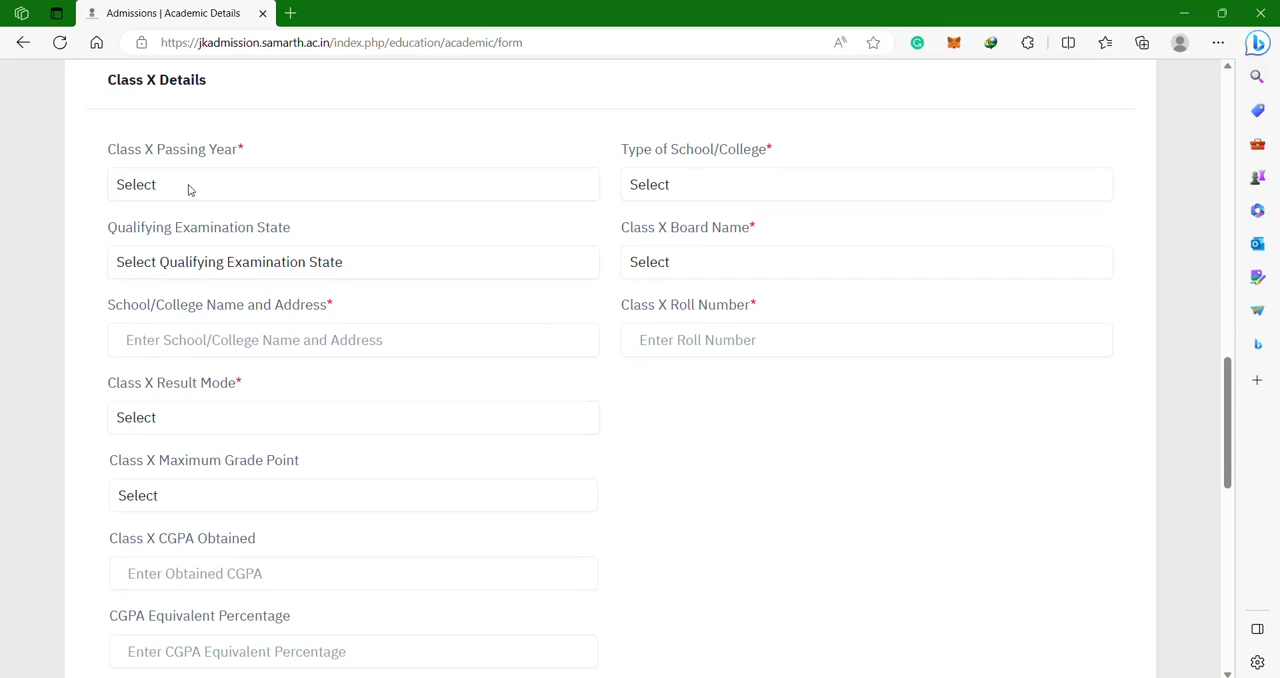 Admissions | Academic Details
https://jkadmission.samarth.ac.in/index.php/education/academic/form
Class X Details
Class X Passing Year*
Type of School/College*
Select
Select
Qualifying Examination State
Class X Board Name*
Select Qualifying Examination State
Select
School/College Name and Address*
Class X Roll Number*
Enter School/College Name and Address
Enter Roll Number
Class X Result Mode*
Select
Class X Maximum Grade Point
Select
Class X CGPA Obtained
Enter Obtained CGPA
CGPA Equivalent Percentage
Enter CGPA Equivalent Percentage